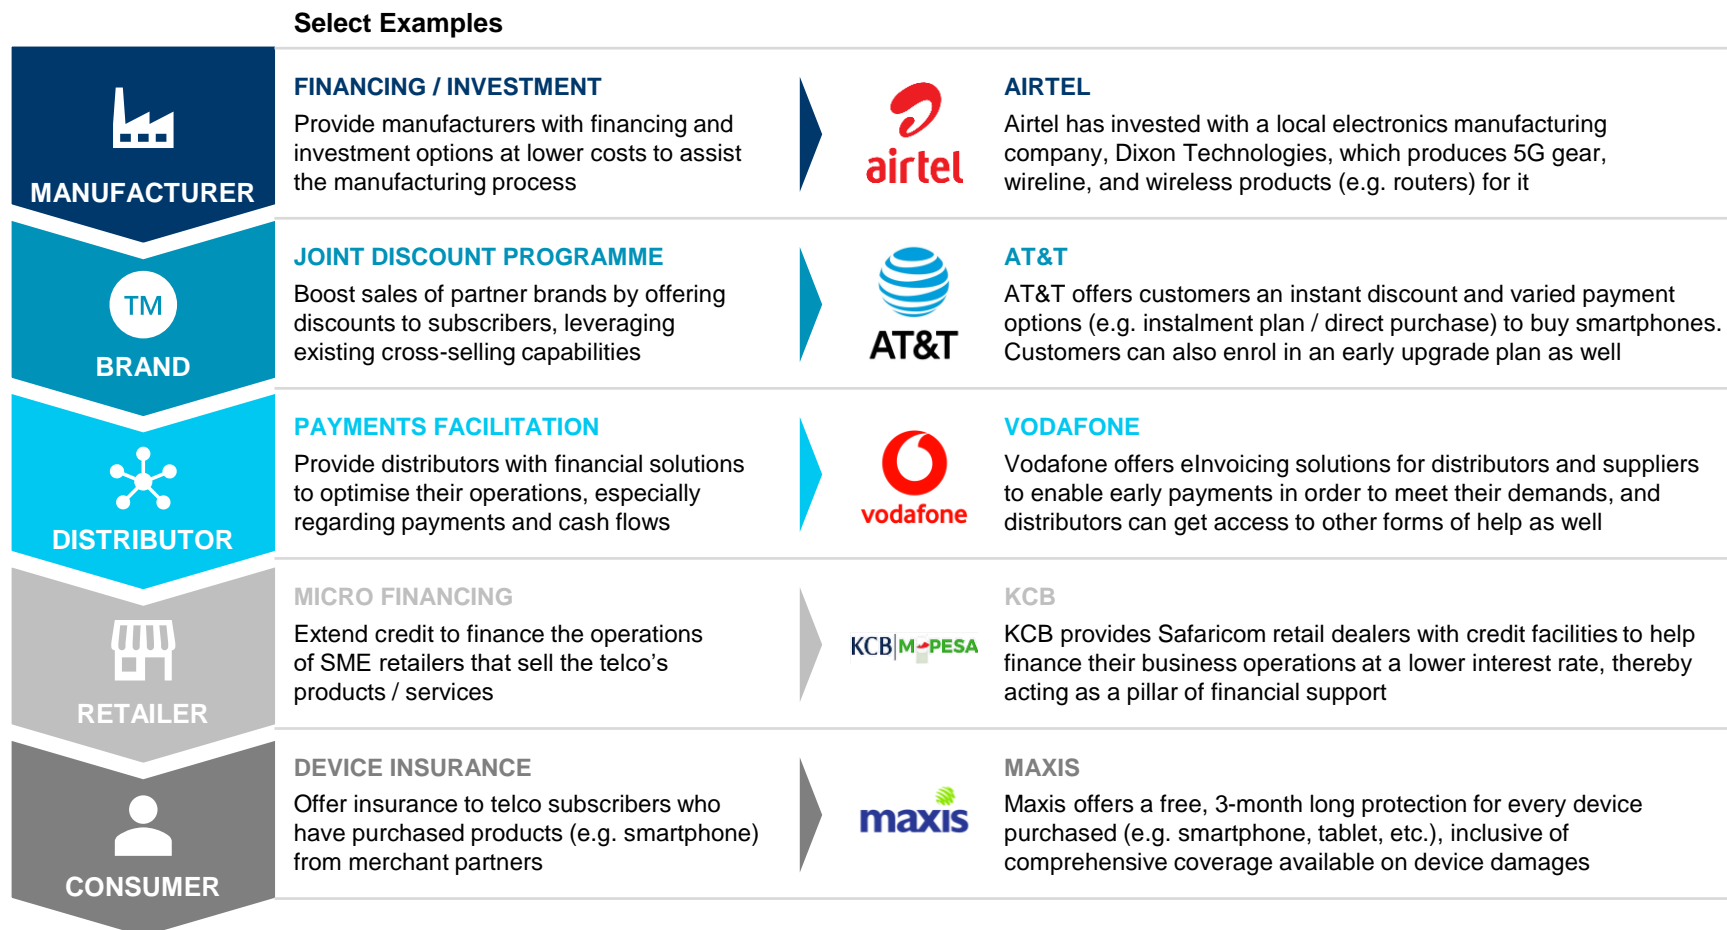 Select Examples
MANUFACTURER
FINANCING / INVESTMENT
Provide manufacturers with financing and
investment options at lower costs to assist
the manufacturing process
airtel
AIRTEL
Airtel has invested with a local electronics manufacturing
company, Dixon Technologies, which produces 5G gear,
wireline, and wireless products (e.g. routers) for it
TM
BRAND
JOINT DISCOUNT PROGRAMME
Boost sales of partner brands by offering
discounts to subscribers, leveraging
existing cross-selling capabilities
AT&T
AT&T
AT&T offers customers an instant discount and varied payment
options (e.g. instalment plan / direct purchase) to buy smartphones.
Customers can also enrol in an early upgrade plan as well
DISTRIBUTOR
PAYMENTS FACILITATION
Provide distributors with financial solutions
to optimise their operations, especially
regarding payments and cash flows
vodafone
VODAFONE
Vodafone offers eInvoicing solutions for distributors and suppliers
to enable early payments in order to meet their demands, and
distributors can get access to other forms of help as well
RETAILER
MICRO FINANCING
Extend credit to finance the operations
of SME retailers that sell the telco's
products / services
KCB M-PESA
KCB
KCB provides Safaricom retail dealers with credit facilities to help
finance their business operations at a lower interest rate, thereby
acting as a pillar of financial support
CONSUMER
DEVICE INSURANCE
Offer insurance to telco subscribers who
have purchased products (e.g. smartphone)
from merchant partners
maxis
MAXIS
Maxis offers a free, 3-month long protection for every device
purchased (e.g. smartphone, tablet, etc.), inclusive of
comprehensive coverage available on device damages